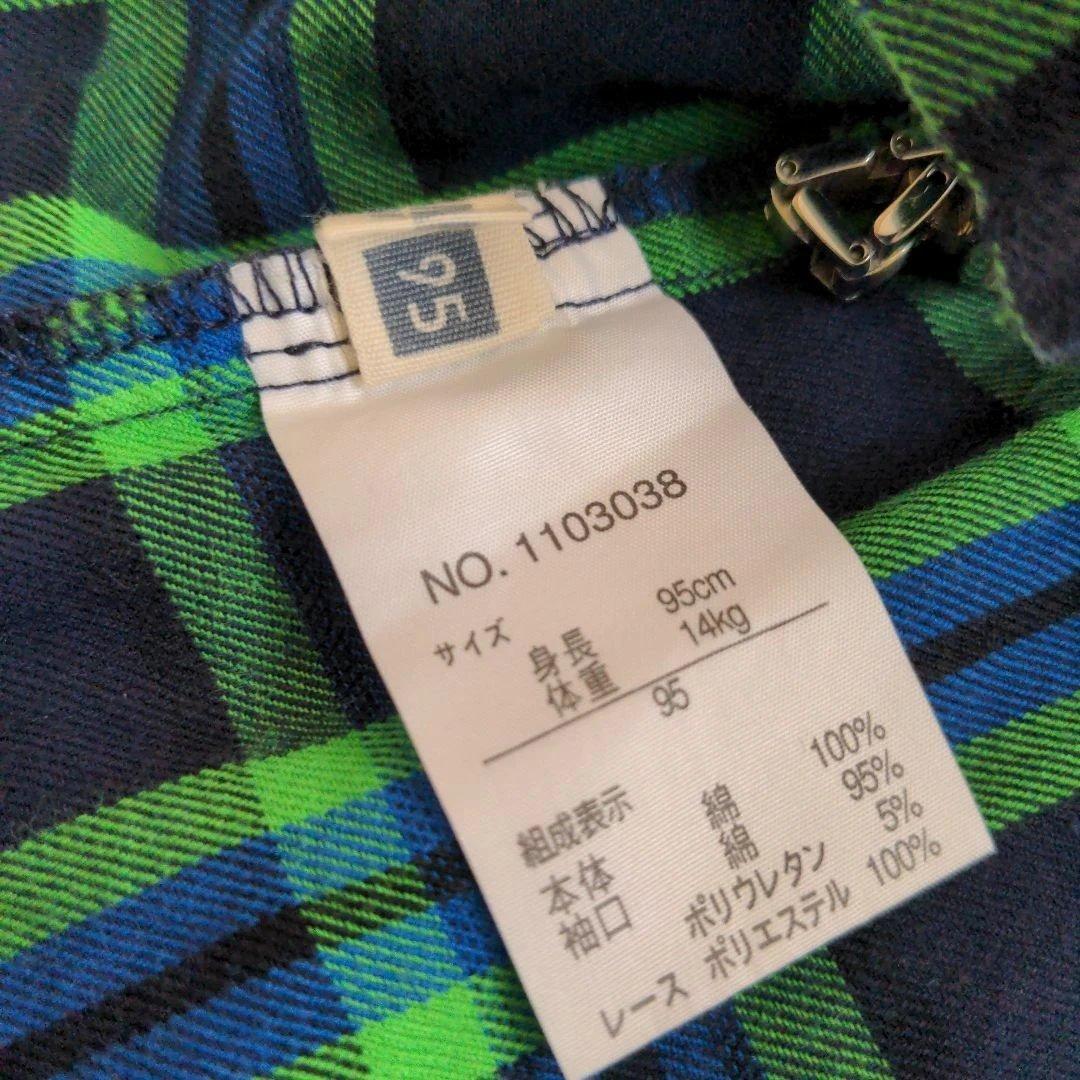 95
NO. 1103038
サイズ
身長 95cm
体重 14kg
95
組成表示
本体 綿 100%
袖口 綿 95%
ポリウレタン 5%
レース ポリエステル 100%